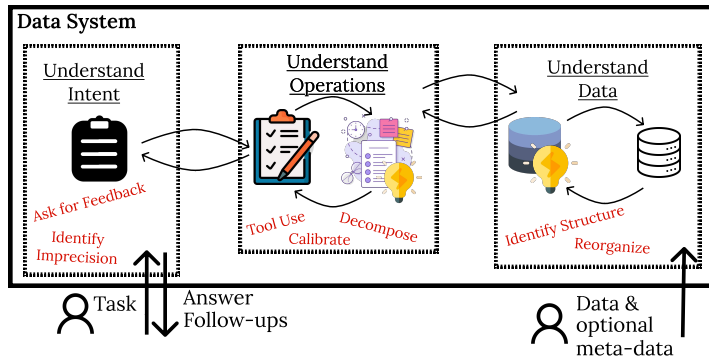 Data System
Understand
Intent
Ask for Feedback
Identify
Imprecision
Understand
Operations
Tool Use
Calibrate
Decompose
Understand
Data
Identify Structure
Reorganize
Task
Answer
Follow-ups
Data &
optional
meta-data